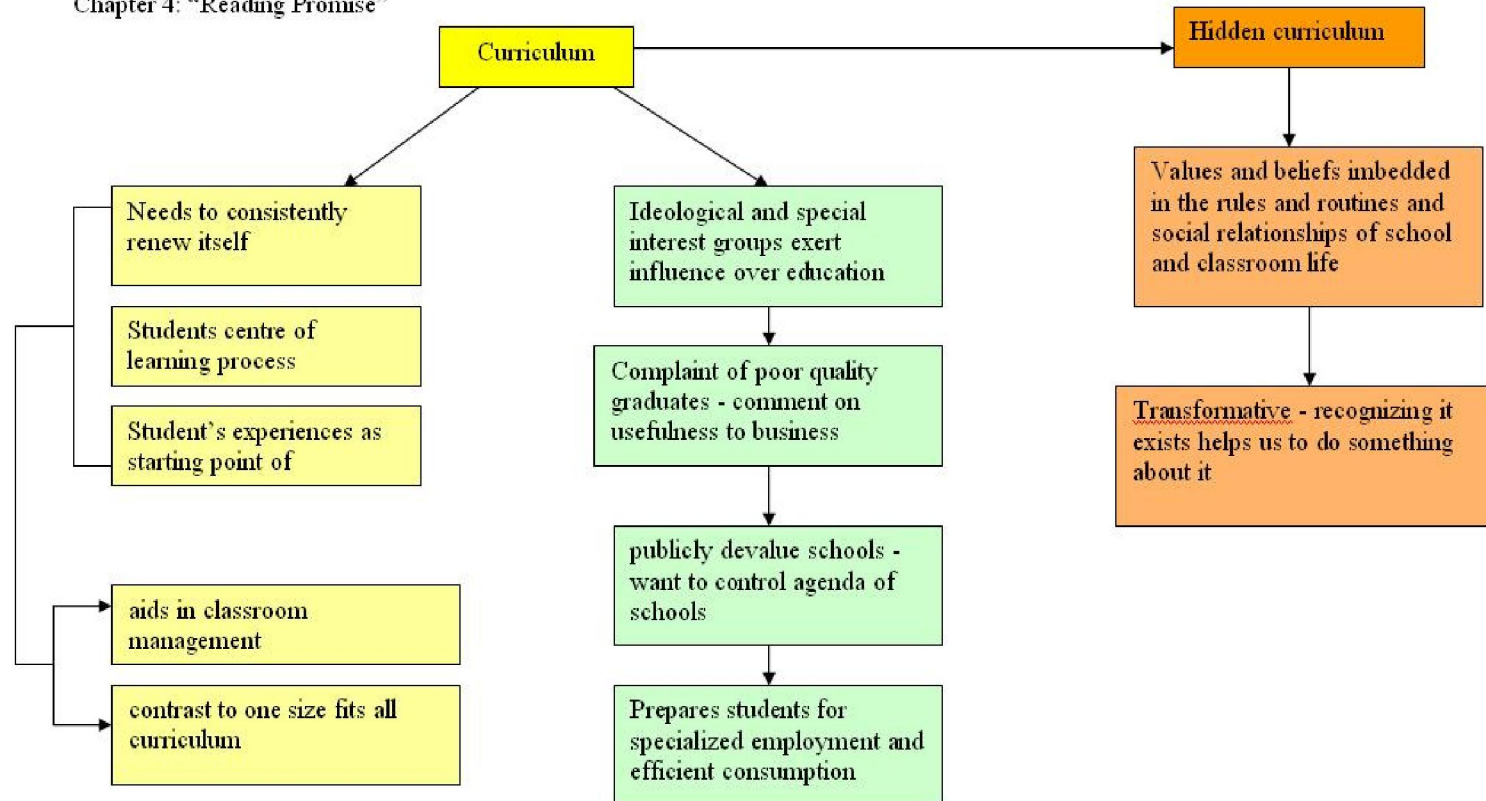 Chapter 4: “Reading Promise”
Curriculum
Hidden curriculum
Needs to consistently
renew itself
Students centre of
learning process
Student’s experiences as
starting point of
aids in classroom
management
contrast to one size fits all
curriculum
Ideological and special
interest groups exert
influence over education
Complaint of poor quality
graduates - comment on
usefulness to business
publicly devalue schools -
want to control agenda of
schools
Prepares students for
specialized employment and
efficient consumption
Values and beliefs imbedded
in the rules and routines and
social relationships of school
and classroom life
Transformative - recognizing it
exists helps us to do something
about it